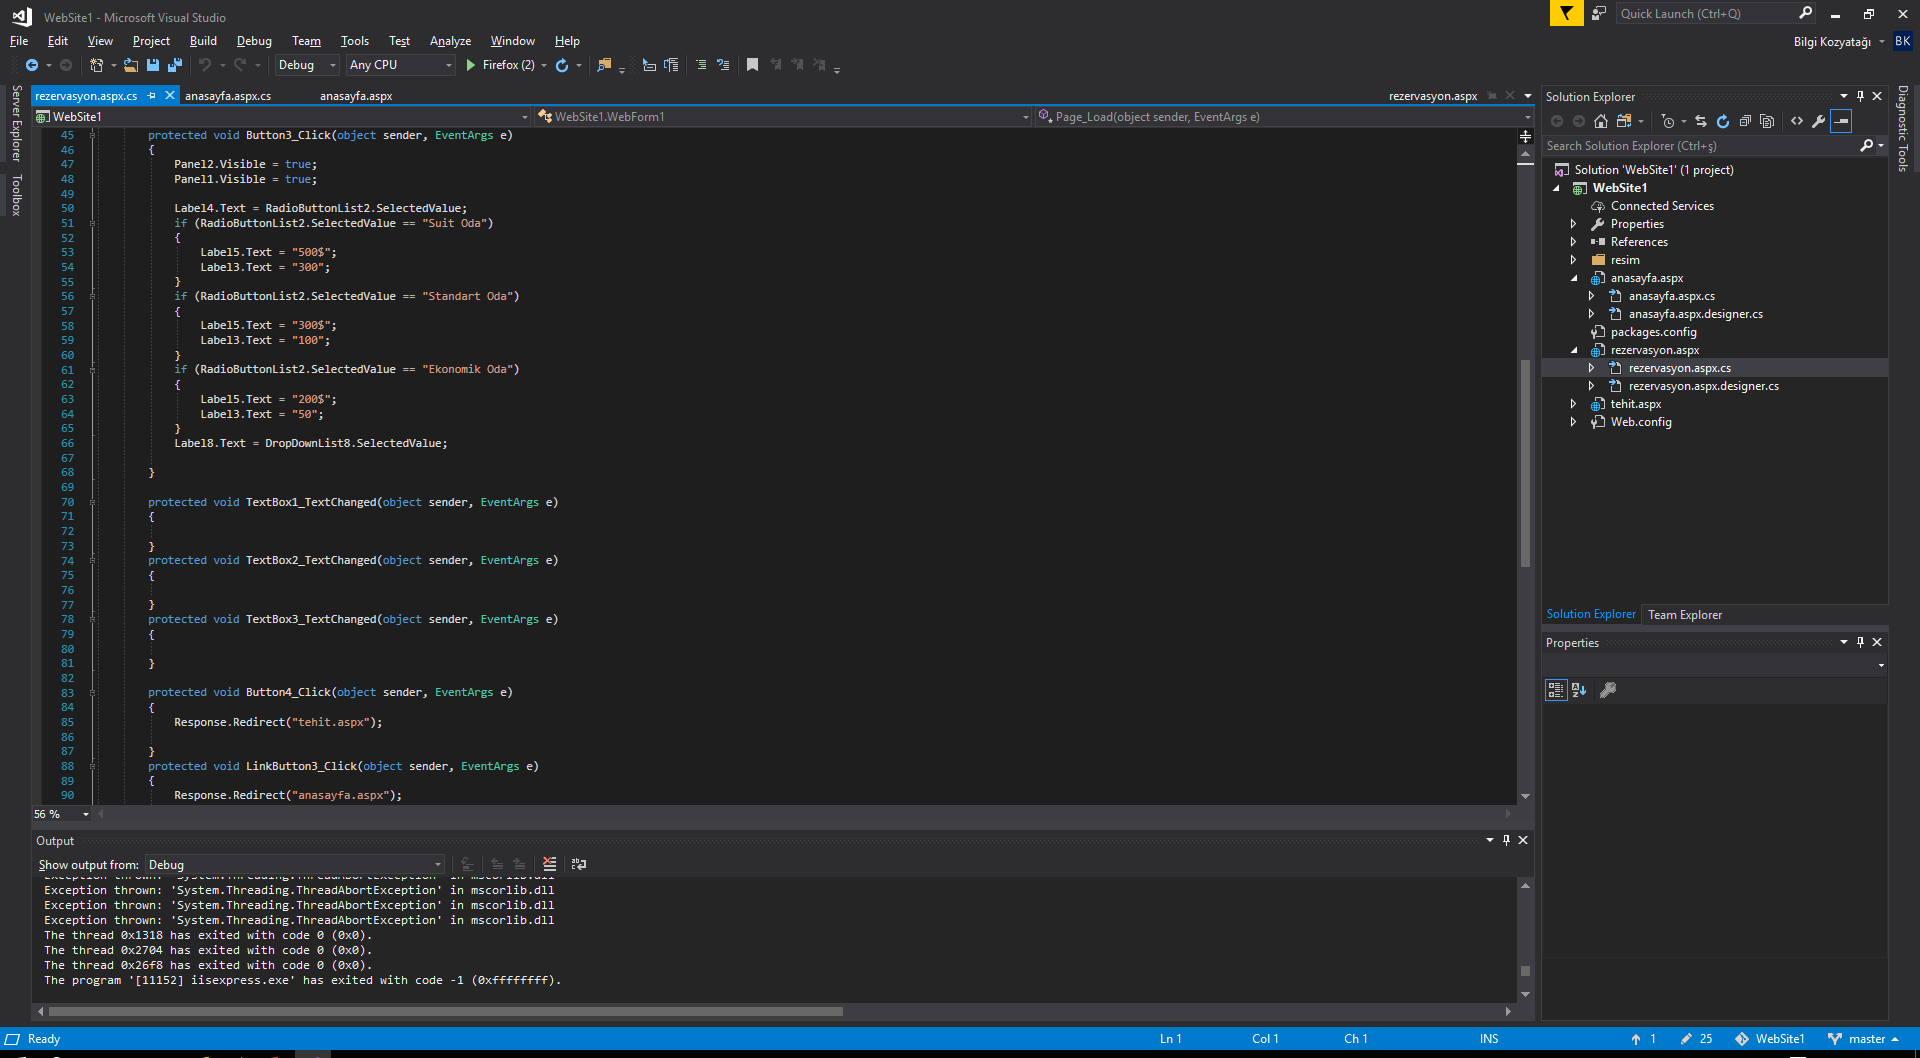 WebSite1 - Microsoft Visual Studio
Quick Launch (Ctrl+Q)
File Edit View Project Build Debug Team Tools Test Analyze Window Help
Bilgi Kozyatağı BK
Debug Any CPU Firefox (2)
Server Explorer
Toolbox
Diagnostic Tools
rezervasyon.aspx.cs anasayfa.aspx.cs anasayfa.aspx rezervasyon.aspx
WebSite1 WebSite1.WebForm1 Page_Load(object sender, EventArgs e)
45 protected void Button3_Click(object sender, EventArgs e)
46 {
47 Panel2.Visible = true;
48 Panel1.Visible = true;
49
50 Label4.Text = RadioButtonList2.SelectedValue;
51 if (RadioButtonList2.SelectedValue == "Suit Oda")
52 {
53 Label5.Text = "500$";
54 Label3.Text = "300";
55 }
56 if (RadioButtonList2.SelectedValue == "Standart Oda")
57 {
58 Label5.Text = "300$";
59 Label3.Text = "100";
60 }
61 if (RadioButtonList2.SelectedValue == "Ekonomik Oda")
62 {
63 Label5.Text = "200$";
64 Label3.Text = "50";
65 }
66 Label8.Text = DropDownList8.SelectedValue;
67
68 }
69
70 protected void TextBox1_TextChanged(object sender, EventArgs e)
71 {
72
73 }
74 protected void TextBox2_TextChanged(object sender, EventArgs e)
75 {
76
77 }
78 protected void TextBox3_TextChanged(object sender, EventArgs e)
79 {
80
81 }
82
83 protected void Button4_Click(object sender, EventArgs e)
84 {
85 Response.Redirect("tehit.aspx");
86
87 }
88 protected void LinkButton3_Click(object sender, EventArgs e)
89 {
90 Response.Redirect("anasayfa.aspx");
56 %
Output
Show output from: Debug
Exception thrown: 'System.Threading.ThreadAbortException' in mscorlib.dll
Exception thrown: 'System.Threading.ThreadAbortException' in mscorlib.dll
Exception thrown: 'System.Threading.ThreadAbortException' in mscorlib.dll
Exception thrown: 'System.Threading.ThreadAbortException' in mscorlib.dll
The thread 0x1318 has exited with code 0 (0x0).
The thread 0x2704 has exited with code 0 (0x0).
The thread 0x26f8 has exited with code 0 (0x0).
The program '[11152] iisexpress.exe' has exited with code -1 (0xffffffff).
Solution Explorer
Search Solution Explorer (Ctrl+ş)
Solution 'WebSite1' (1 project)
WebSite1
Connected Services
Properties
References
resim
anasayfa.aspx
anasayfa.aspx.cs
anasayfa.aspx.designer.cs
packages.config
rezervasyon.aspx
rezervasyon.aspx.cs
rezervasyon.aspx.designer.cs
tehit.aspx
Web.config
Solution Explorer Team Explorer
Properties
Ready Ln 1 Col 1 Ch 1 INS 1 25 WebSite1 master